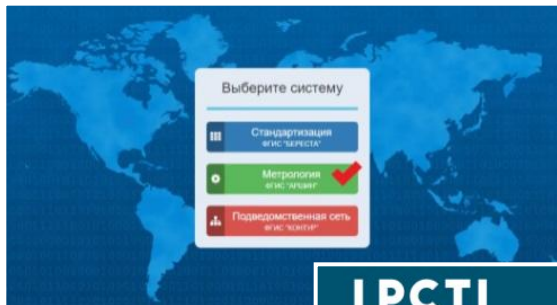 Выберите систему
Стандартизация
ФГИС "БЕРЕСТА"
Метрология
ФГИС "АРШИН"
Подведомственная сеть
ФГИС "КОНТУР"